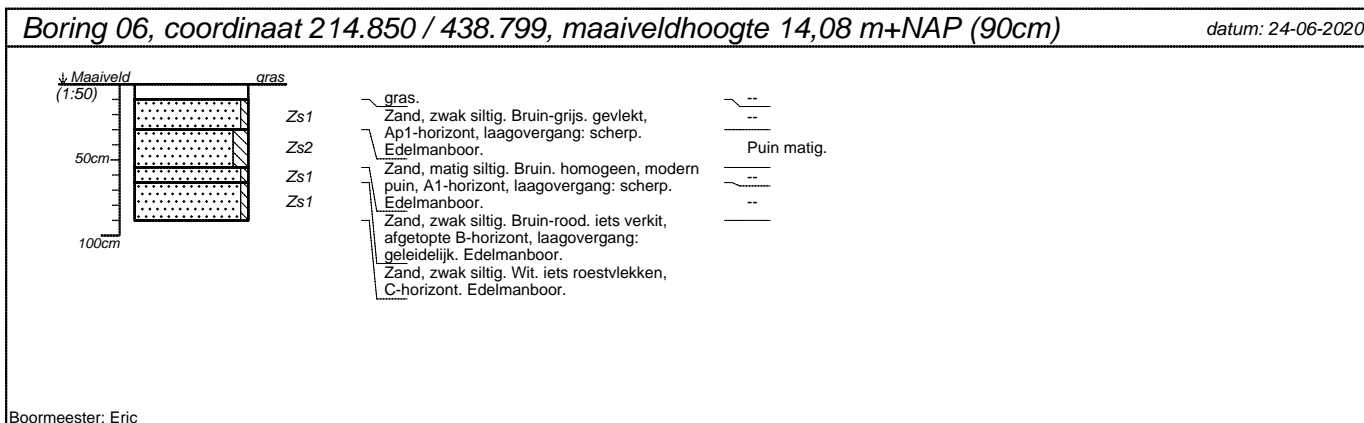 Boring 06, coordinaat 214.850 / 438.799, maaiveldhoogte 14,08 m+NAP (90cm)
datum: 24-06-2020
Maaiveld
gras
(1:50)
gras.
--
Zs1
Zand, zwak siltig. Bruin-grijs. gevlekt,
Ap1-horizont, laagovergang: scherp.
Edelmanboor.
--
50cm
Zs2
Zand, matig siltig. Bruin. homogeen, modern
puin, A1-horizont, laagovergang: scherp.
Edelmanboor.
Puin matig.
Zs1
Zand, zwak siltig. Bruin-rood. iets verkit,
afgetopte B-horizont, laagovergang:
geleidelijk. Edelmanboor.
--
Zs1
Zand, zwak siltig. Wit. iets roestvlekken,
C-horizont. Edelmanboor.
--
100cm
Boormeester: Eric